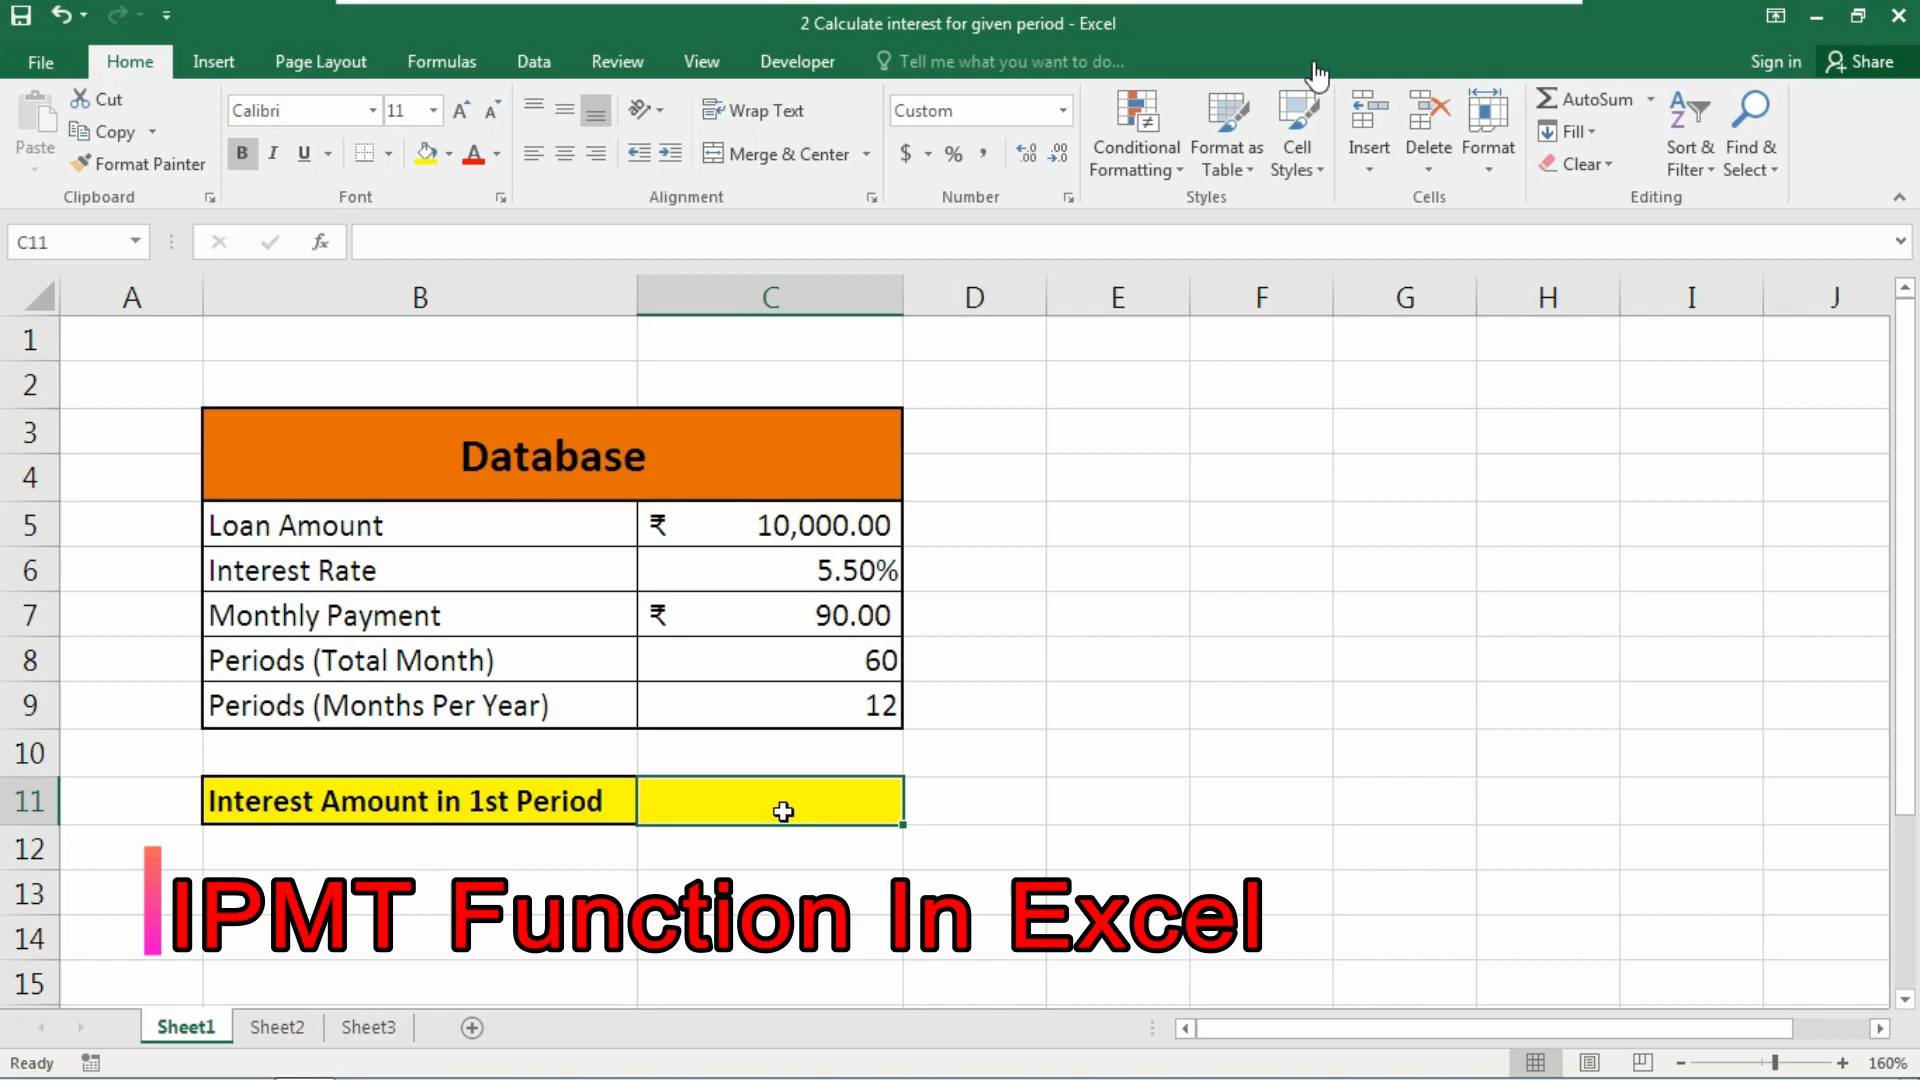 2 Calculate interest for given period - Excel
File Home Insert Page Layout Formulas Data Review View Developer Tell me what you want to do... Sign in Share
Paste Cut Copy Format Painter Clipboard
Calibri 11 B I U A Font
Wrap Text Merge & Center Alignment
Custom $ % , Number
Conditional Formatting Format as Table Cell Styles Styles
Insert Delete Format Cells
AutoSum Fill Clear Sort & Filter Find & Select Editing
C11 fx
A B C D E F G H I J
1
2
3 Database
4
5 Loan Amount ₹ 10,000.00
6 Interest Rate 5.50%
7 Monthly Payment ₹ 90.00
8 Periods (Total Month) 60
9 Periods (Months Per Year) 12
10
11 Interest Amount in 1st Period
12
13
14
15
IPMT Function In Excel
Sheet1 Sheet2 Sheet3
Ready 160%